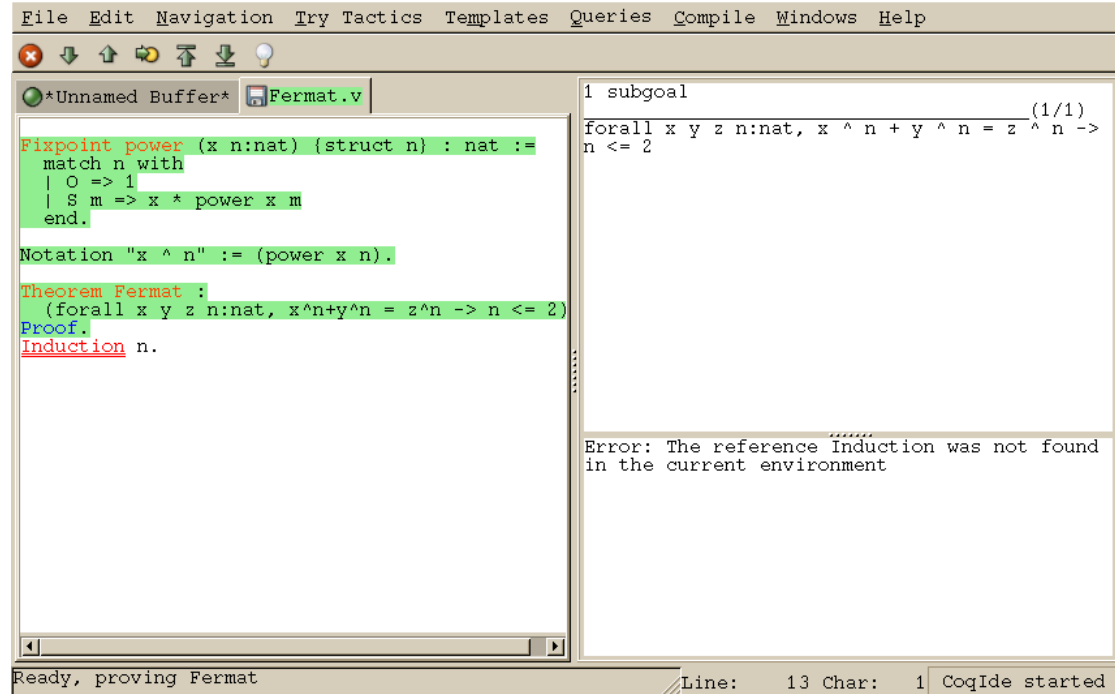 File Edit Navigation Try Tactics Templates Queries Compile Windows Help
*Unnamed Buffer* Fermat.v
Fixpoint power (x n:nat) {struct n} : nat :=
  match n with
  | O => 1
  | S m => x * power x m
  end.
Notation "x ^ n" := (power x n).
Theorem Fermat :
  (forall x y z n:nat, x^n+y^n = z^n -> n <= 2)
Proof.
Induction n.
1 subgoal
(1/1)
forall x y z n:nat, x ^ n + y ^ n = z ^ n ->
n <= 2
Error: The reference Induction was not found
in the current environment
Ready, proving Fermat
Line: 13 Char: 1 CoqIde started